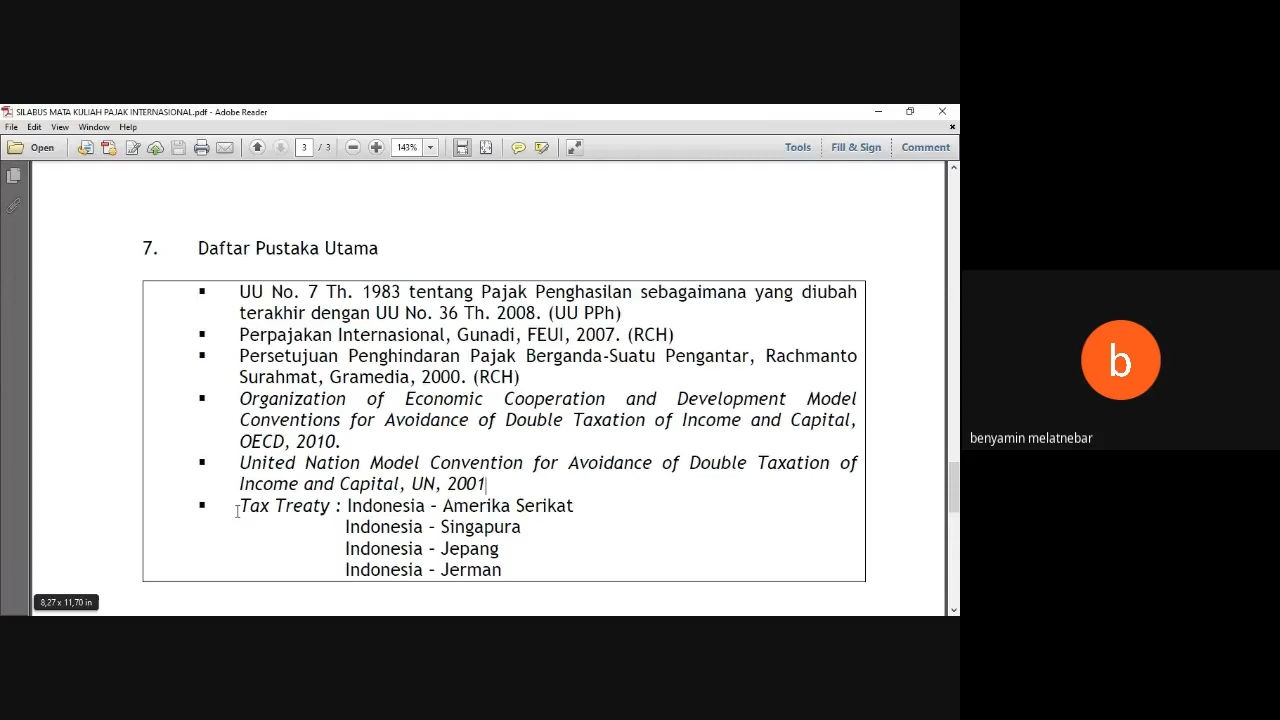 SILABUS MATA KULIAH PAJAK INTERNASIONAL.pdf - Adobe Reader
File Edit View Window Help
Open 3 / 3 143% Tools Fill & Sign Comment
7. Daftar Pustaka Utama
▪ UU No. 7 Th. 1983 tentang Pajak Penghasilan sebagaimana yang diubah
terakhir dengan UU No. 36 Th. 2008. (UU PPh)
▪ Perpajakan Internasional, Gunadi, FEUI, 2007. (RCH)
▪ Persetujuan Penghindaran Pajak Berganda-Suatu Pengantar, Rachmanto
Surahmat, Gramedia, 2000. (RCH)
▪ Organization of Economic Cooperation and Development Model
Conventions for Avoidance of Double Taxation of Income and Capital,
OECD, 2010.
▪ United Nation Model Convention for Avoidance of Double Taxation of
Income and Capital, UN, 2001
▪ Tax Treaty : Indonesia – Amerika Serikat
Indonesia – Singapura
Indonesia – Jepang
Indonesia – Jerman
8,27 x 11,70 in
b
benyamin melatnebar